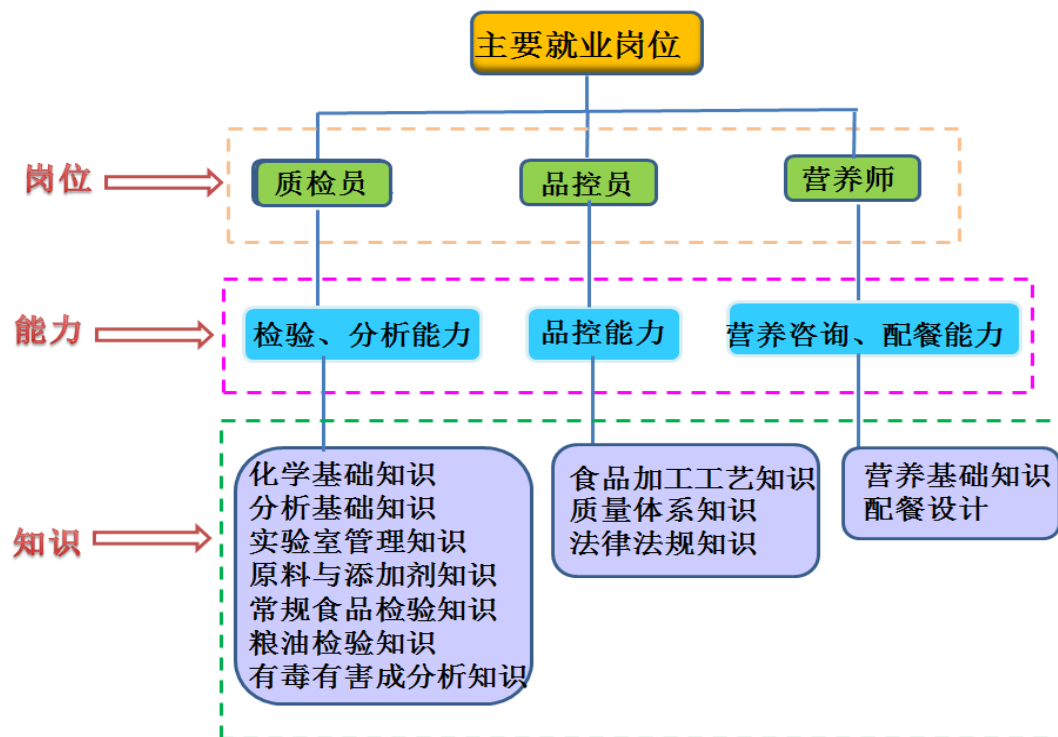 主要就业岗位
岗位
质检员
品控员
营养师
能力
检验、分析能力
品控能力
营养咨询、配餐能力
知识
化学基础知识
分析基础知识
实验室管理知识
原料与添加剂知识
常规食品检验知识
粮油检验知识
有毒有害成分析知识
食品加工工艺知识
质量体系知识
法律法规知识
营养基础知识
配餐设计